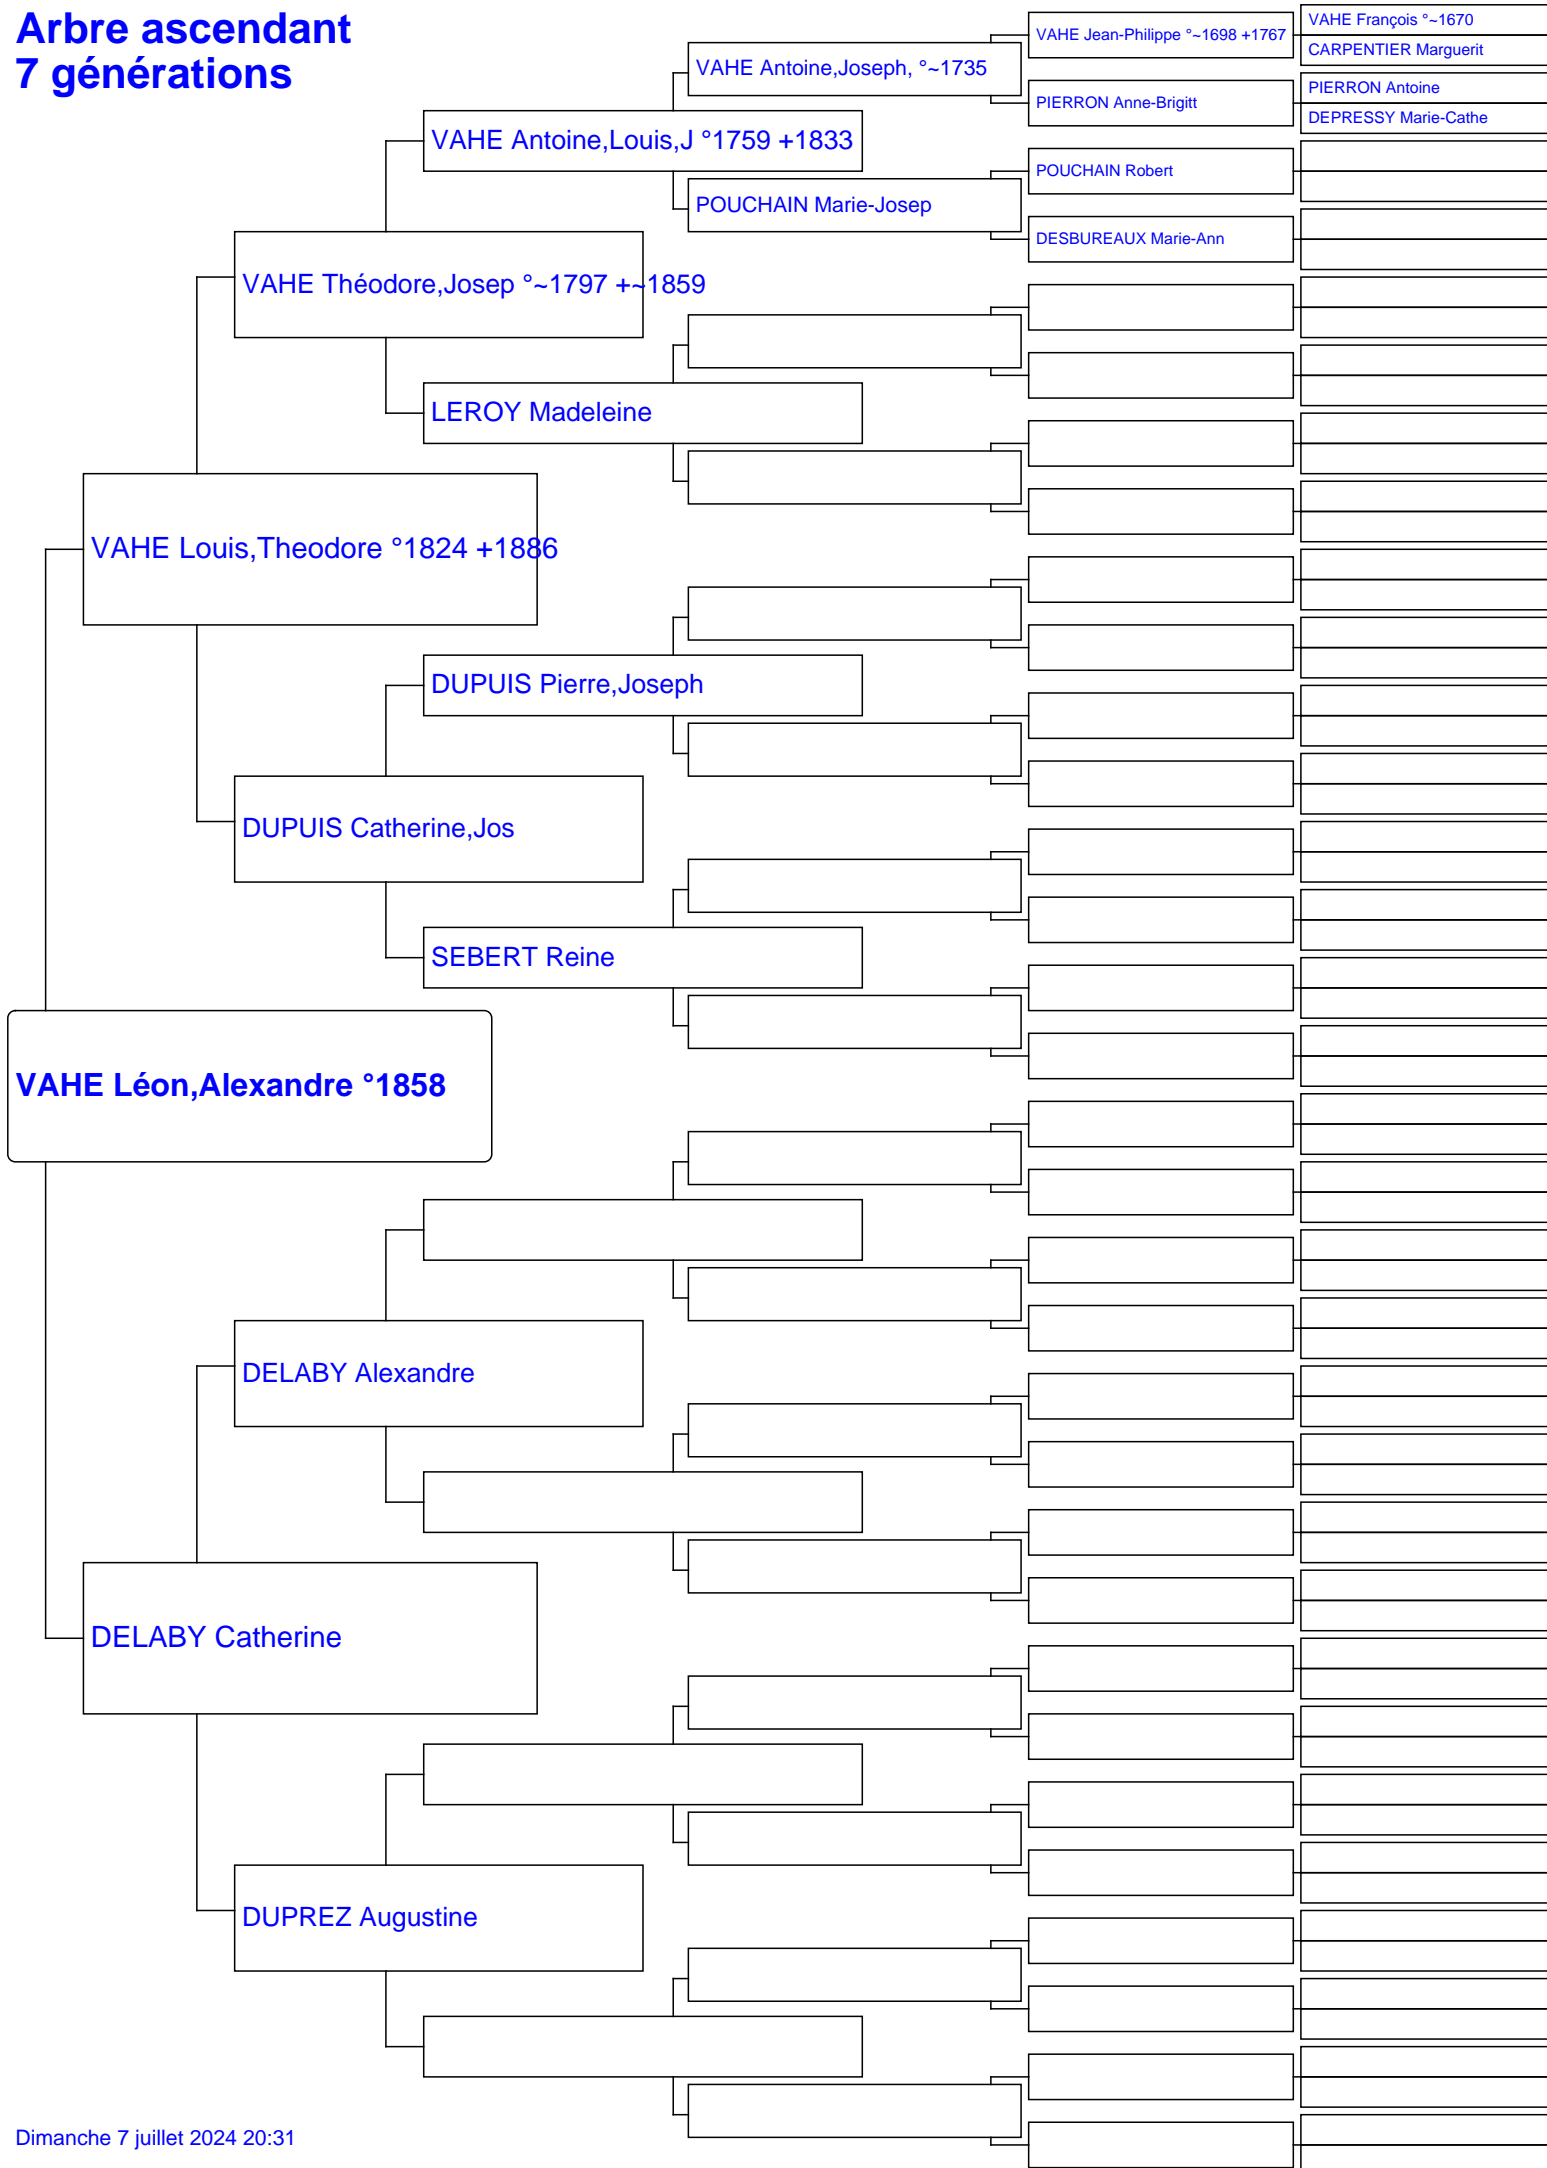 Arbre ascendant
7 générations
VAHE François °~1670
VAHE Jean-Philippe °~1698 +1767
CARPENTIER Marguerit
VAHE Antoine,Joseph, °~1735
PIERRON Antoine
PIERRON Anne-Brigitt
DEPRESSY Marie-Cathe
VAHE Antoine,Louis,J °1759 +1833
POUCHAIN Robert
POUCHAIN Marie-Josep
DESBUREAUX Marie-Ann
VAHE Théodore,Josep °~1797 +~1859
LEROY Madeleine
VAHE Louis,Theodore °1824 +1886
DUPUIS Pierre,Joseph
DUPUIS Catherine,Jos
SEBERT Reine
VAHE Léon,Alexandre °1858
DELABY Alexandre
DELABY Catherine
DUPREZ Augustine
Dimanche 7 juillet 2024 20:31